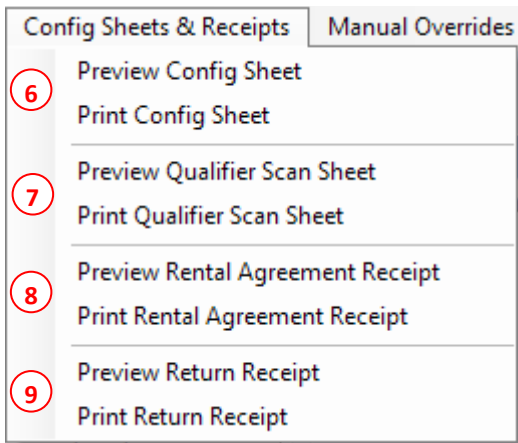 Config Sheets & Receipts Manual Overrides
6
Preview Config Sheet
Print Config Sheet
7
Preview Qualifier Scan Sheet
Print Qualifier Scan Sheet
8
Preview Rental Agreement Receipt
Print Rental Agreement Receipt
9
Preview Return Receipt
Print Return Receipt